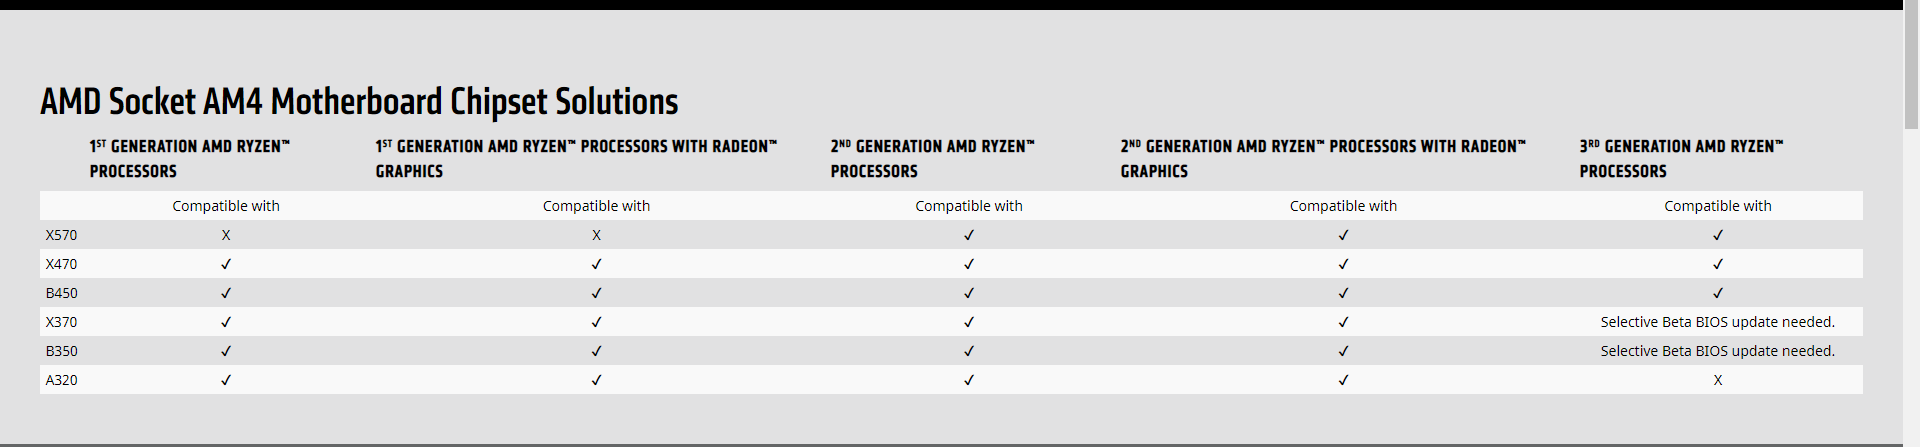 AMD Socket AM4 Motherboard Chipset Solutions
1ST GENERATION AMD RYZEN™ PROCESSORS
1ST GENERATION AMD RYZEN™ PROCESSORS WITH RADEON™ GRAPHICS
2ND GENERATION AMD RYZEN™ PROCESSORS
2ND GENERATION AMD RYZEN™ PROCESSORS WITH RADEON™ GRAPHICS
3RD GENERATION AMD RYZEN™ PROCESSORS
Compatible with Compatible with Compatible with Compatible with Compatible with
X570 X X ✓ ✓ ✓
X470 ✓ ✓ ✓ ✓ ✓
B450 ✓ ✓ ✓ ✓ ✓
X370 ✓ ✓ ✓ ✓ Selective Beta BIOS update needed.
B350 ✓ ✓ ✓ ✓ Selective Beta BIOS update needed.
A320 ✓ ✓ ✓ ✓ X